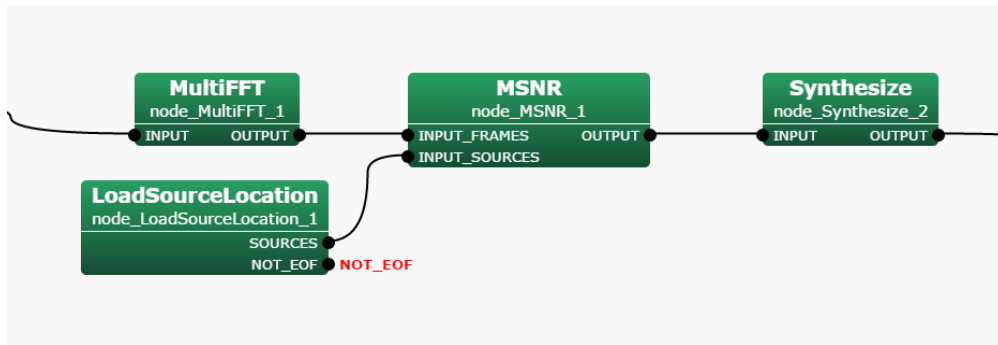 MultiFFT
node_MultiFFT_1
INPUT OUTPUT
MSNR
node_MSNR_1
INPUT_FRAMES OUTPUT
INPUT_SOURCES
Synthesize
node_Synthesize_2
INPUT OUTPUT
LoadSourceLocation
node_LoadSourceLocation_1
SOURCES
NOT_EOF NOT_EOF